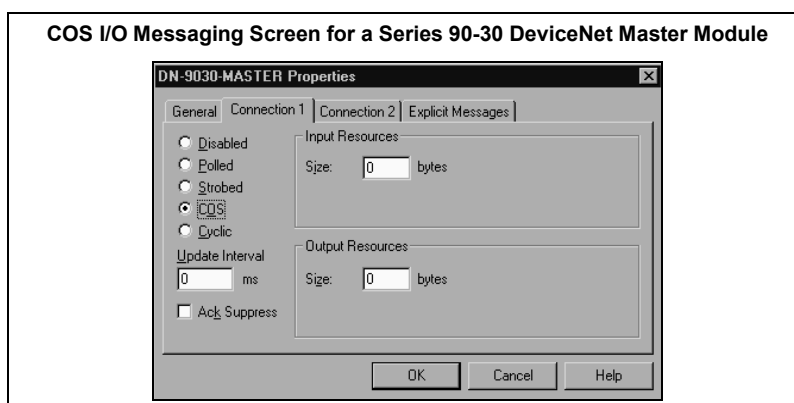 COS I/O Messaging Screen for a Series 90-30 DeviceNet Master Module
DN-9030-MASTER Properties
General Connection 1 Connection 2 Explicit Messages
Disabled
Polled
Strobed
COS
Cyclic
Update Interval
0 ms
Ack Suppress
Input Resources
Size: 0 bytes
Output Resources
Size: 0 bytes
OK Cancel Help